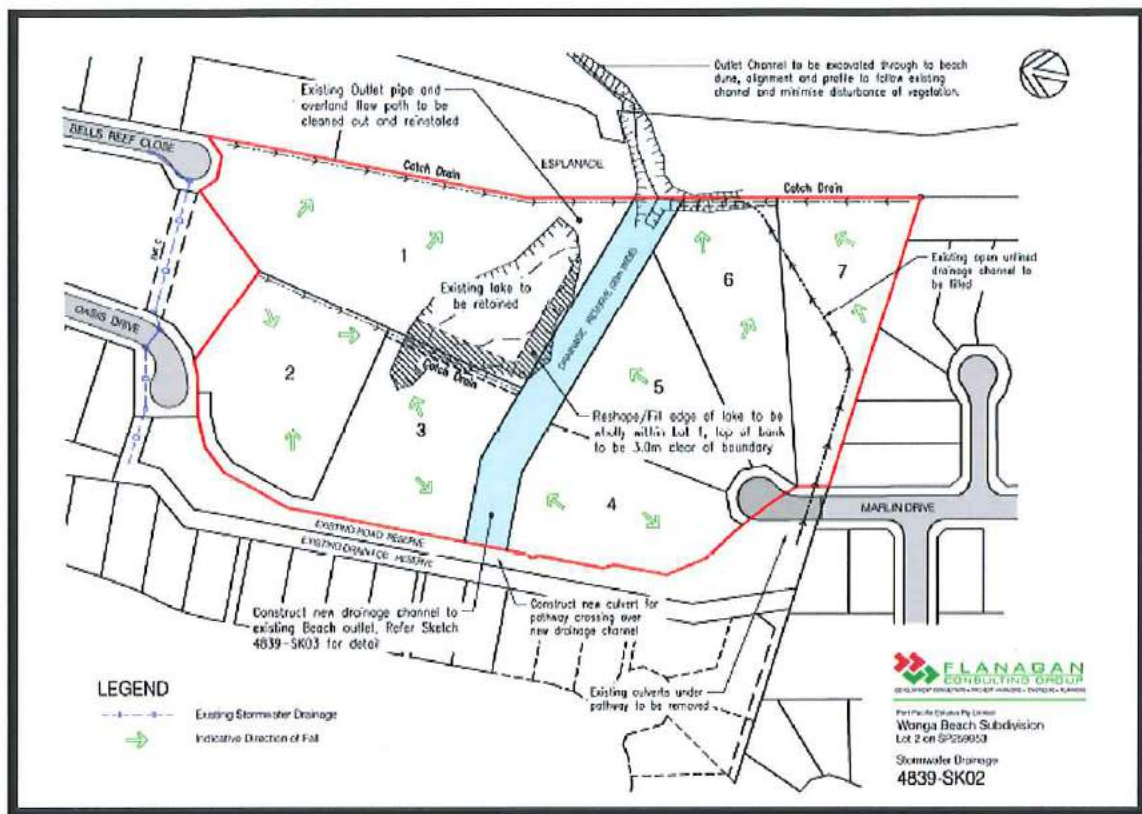 Outlet Channel to be excavated through to beach
dune, alignment and profile to follow existing
channel and minimise disturbance of vegetation.
Existing Outlet pipe and
overland flow path to be
cleaned out and reinstated
BELLS REEF CLOSE
Catch Drain
ESPLANADE
Catch Drain
1
6
7
Existing open unlined
drainage channel to
be filled
Existing lake to
be retained
DRAINAGE RESERVE
OASIS DRIVE
2
Catch Drain
5
3
Reshape/Fill edge of lake to be
wholly within Lot 1, top of bank
to be 3.0m clear of boundary
4
MARLIN DRIVE
EXISTING ROAD RESERVE
EXISTING DRAINAGE RESERVE
Construct new drainage channel to
existing Beach outlet, Refer Sketch
4839-SK03 for detail
Construct new culvert for
pathway crossing over
new drainage channel
Existing culverts under
pathway to be removed
LEGEND
Existing Stormwater Drainage
Indicative Direction of Fall
FLANAGAN
CONSULTING GROUP
Wonga Beach Subdivision
Lot 2 on SP259953
Stormwater Drainage
4839-SK02